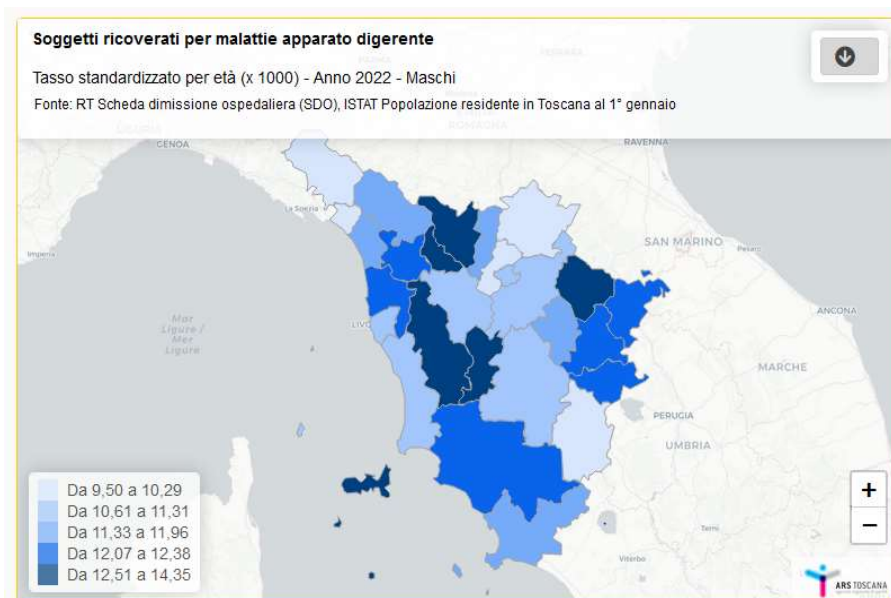 Soggetti ricoverati per malattie apparato digerente
Tasso standardizzato per età (x 1000) - Anno 2022 - Maschi
Fonte: RT Scheda dimissione ospedaliera (SDO), ISTAT Popolazione residente in Toscana al 1° gennaio
ROMAGNA
GENOA
RAVENNA
La Spezia
SAN MARINO
Pesaro
Imperia
ANCONA
Mar
Ligure /
Mer
Ligure
LIVO
MARCHE
PERUGIA
UMBRIA
Terni
Viterbo
Da 9,50 a 10,29
Da 10,61 a 11,31
Da 11,33 a 11,96
Da 12,07 a 12,38
Da 12,51 a 14,35
+
−
ARS TOSCANA